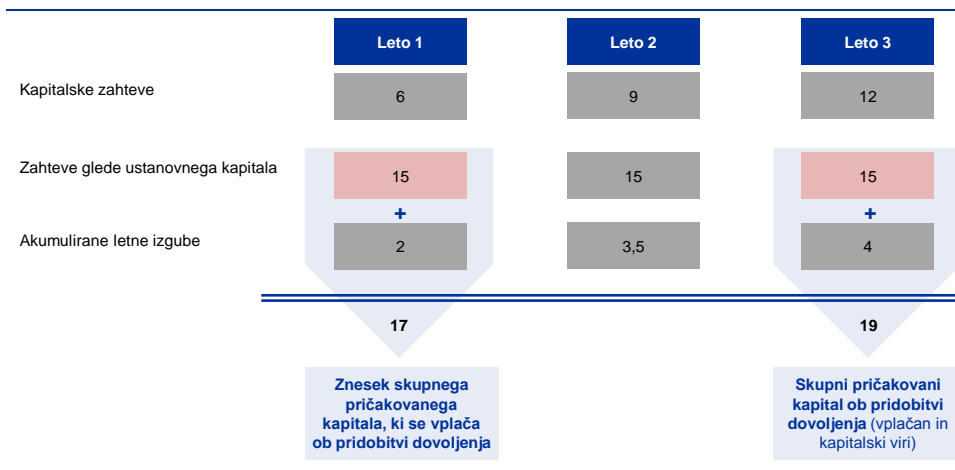 Leto 1 Leto 2 Leto 3
Kapitalske zahteve 6 9 12
Zahteve glede ustanovnega kapitala 15 15 15
+ +
Akumulirane letne izgube 2 3,5 4
17 19
Znesek skupnega
pričakovanega
kapitala, ki se vplača
ob pridobitvi dovoljenja
Skupni pričakovani
kapital ob pridobitvi
dovoljenja (vplačan in
kapitalski viri)